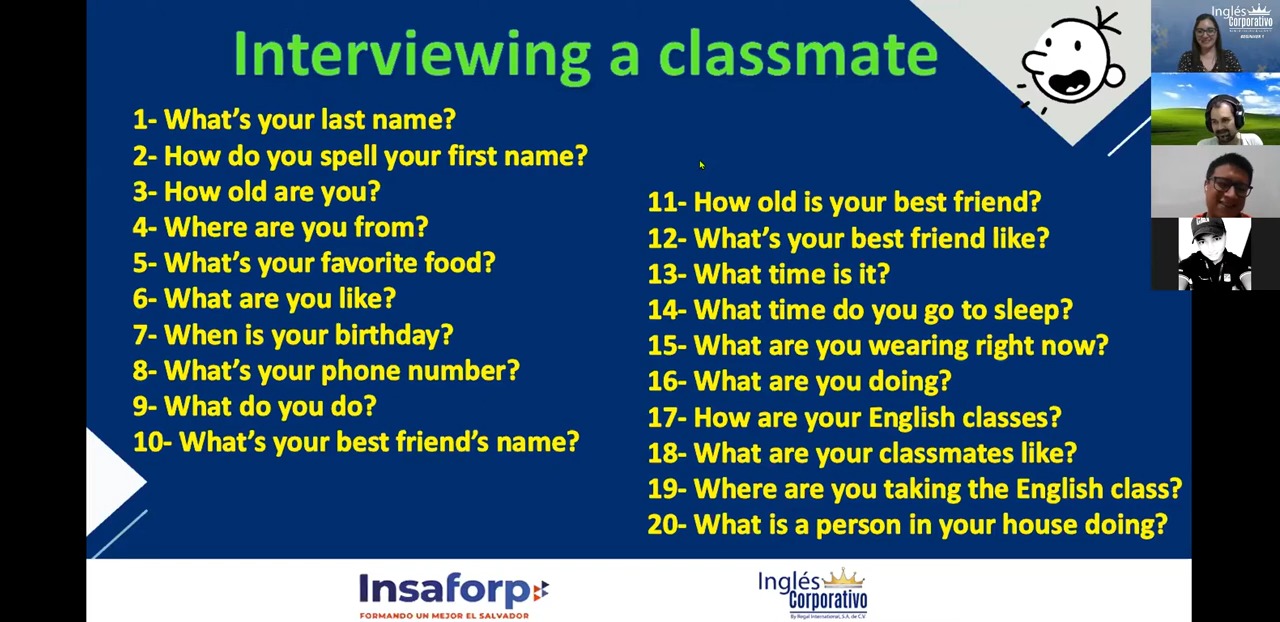 Interviewing a classmate
1- What's your last name?
2- How do you spell your first name?
3- How old are you?
4- Where are you from?
5- What's your favorite food?
6- What are you like?
7- When is your birthday?
8- What's your phone number?
9- What do you do?
10- What's your best friend's name?
11- How old is your best friend?
12- What's your best friend like?
13- What time is it?
14- What time do you go to sleep?
15- What are you wearing right now?
16- What are you doing?
17- How are your English classes?
18- What are your classmates like?
19- Where are you taking the English class?
20- What is a person in your house doing?
Insaforp
FORMANDO UN MEJOR EL SALVADOR
Inglés
Corporativo
By Regal International, S.A. de C.V.
Inglés
Corporativo
BEGINNER 1